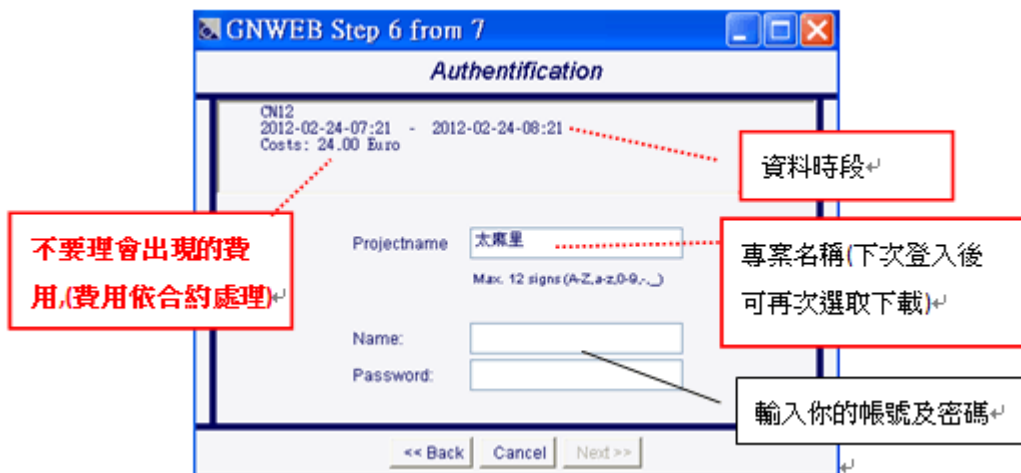 GNWEB Step 6 from 7
Authentification
CN12
2012-02-24-07:21 - 2012-02-24-08:21
Costs: 24.00 Euro
資料時段
不要理會出現的費
用,(費用依合約處理)
Projectname 太麻里
Max. 12 signs (A-Z,a-z,0-9,-,_)
專案名稱(下次登入後
可再次選取下載)
Name:
Password:
輸入你的帳號及密碼
<< Back Cancel Next >>